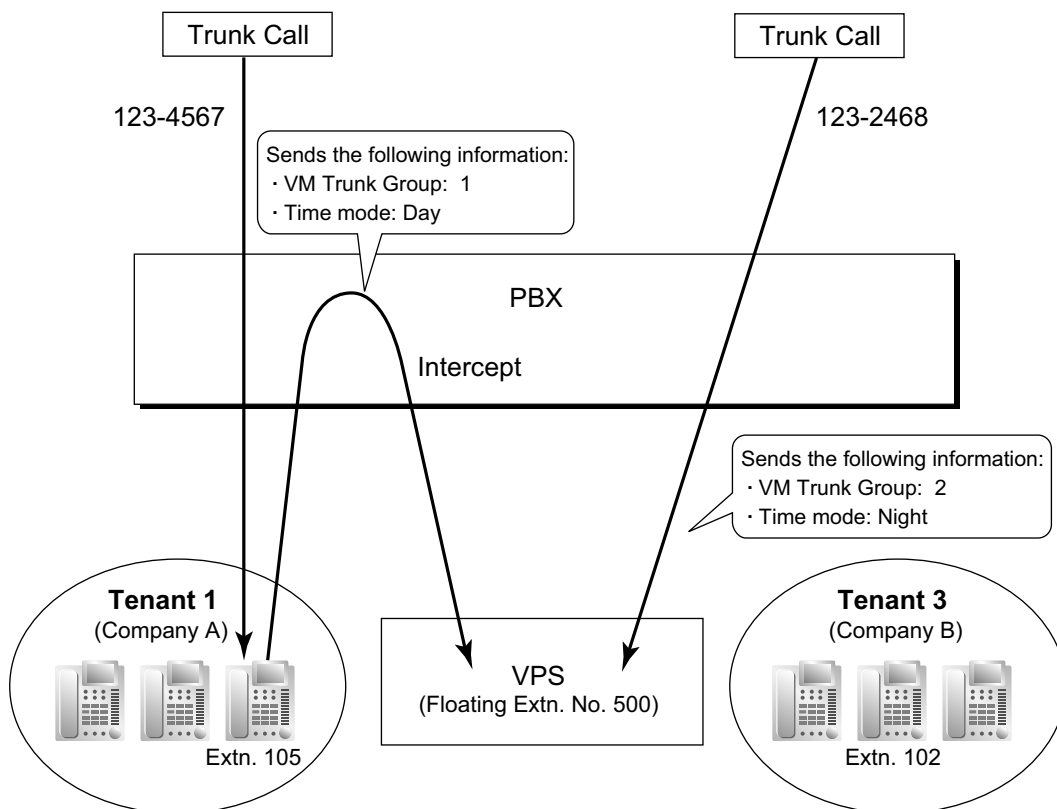 Trunk Call
Trunk Call
123-4567
123-2468
Sends the following information:
· VM Trunk Group: 1
· Time mode: Day
PBX
Intercept
Sends the following information:
· VM Trunk Group: 2
· Time mode: Night
Tenant 1
(Company A)
Extn. 105
VPS
(Floating Extn. No. 500)
Tenant 3
(Company B)
Extn. 102